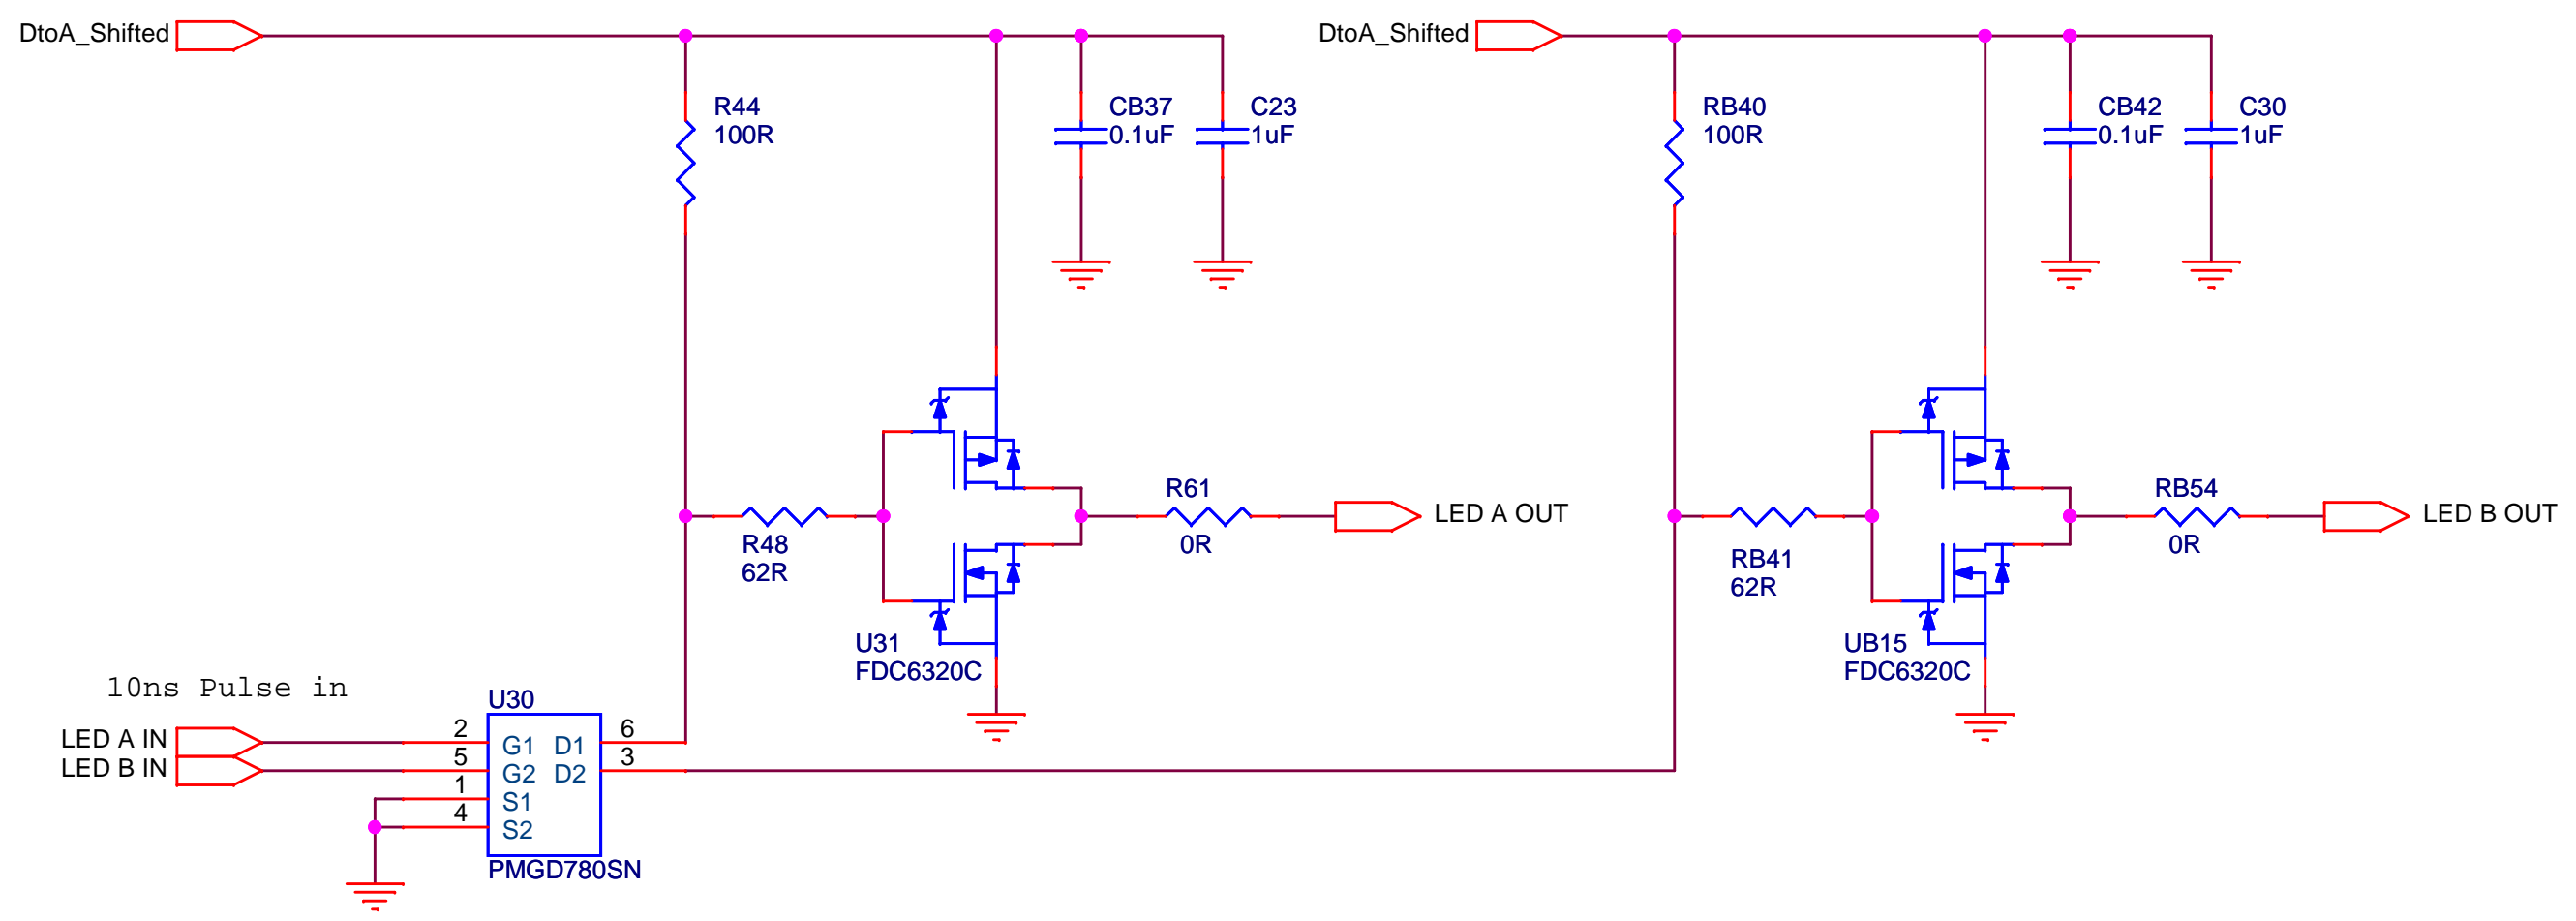 DtoA_Shifted
R44
100R
CB37
0.1uF
C23
1uF
R48
62R
U31
FDC6320C
R61
0R
LED A OUT
DtoA_Shifted
RB40
100R
CB42
0.1uF
C30
1uF
RB41
62R
UB15
FDC6320C
RB54
0R
LED B OUT
10ns Pulse in
LED A IN
LED B IN
U30
2
5
1
4
G1 D1
G2 D2
S1
S2
6
3
PMGD780SN